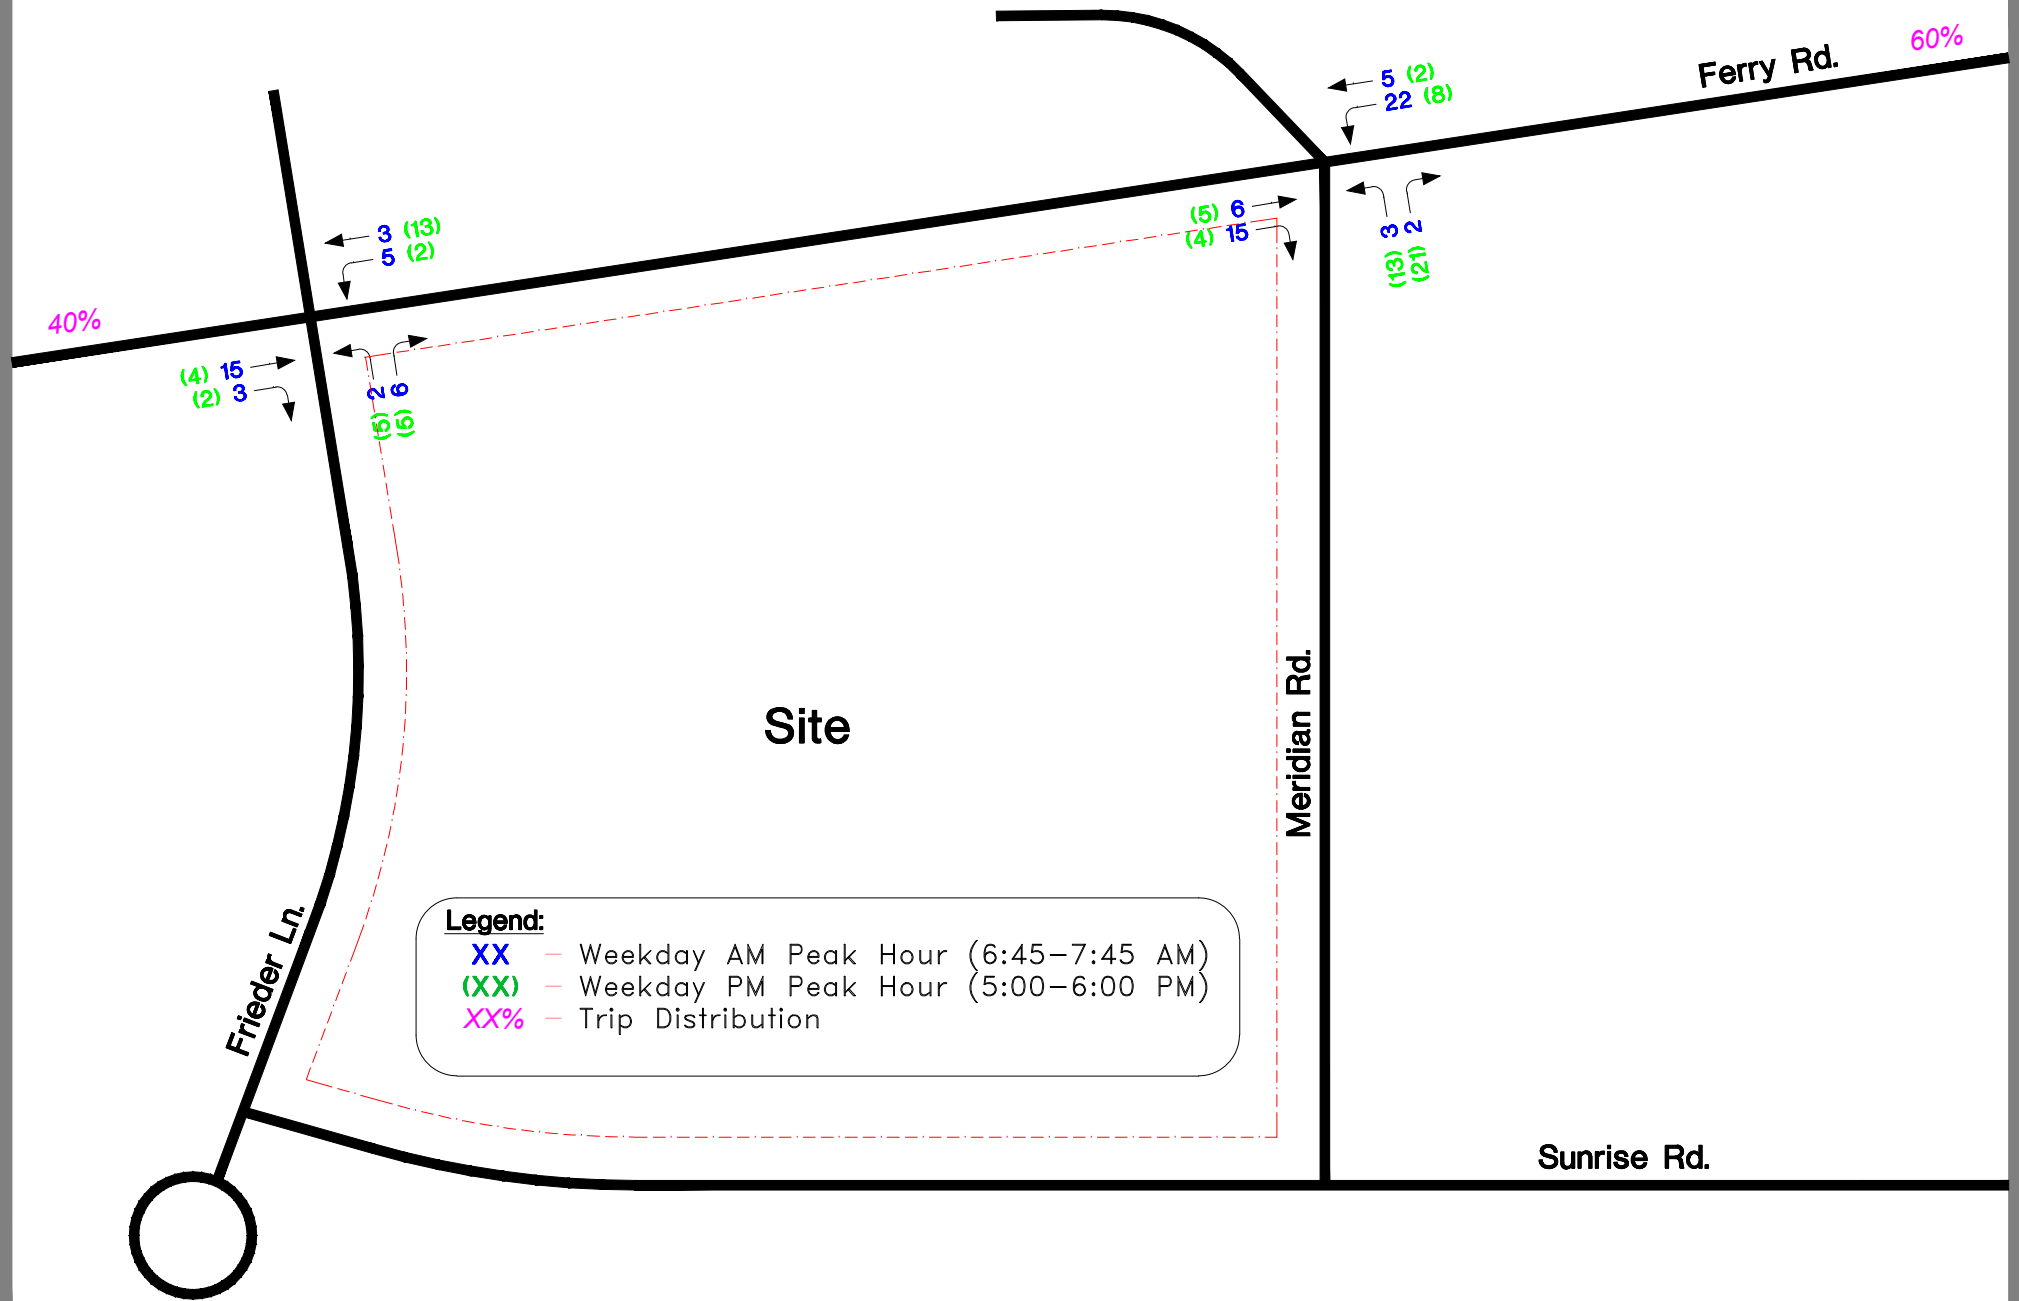 60%
Ferry Rd.
5 (2)
22 (8)
(5) 6
(4) 15
3 (13)
2 (21)
3 (13)
5 (2)
40%
(4) 15
(2) 3
2 (5)
6 (5)
Site
Meridian Rd.
Frieder Ln.
Legend:
XX – Weekday AM Peak Hour (6:45–7:45 AM)
(XX) – Weekday PM Peak Hour (5:00–6:00 PM)
XX% – Trip Distribution
Sunrise Rd.